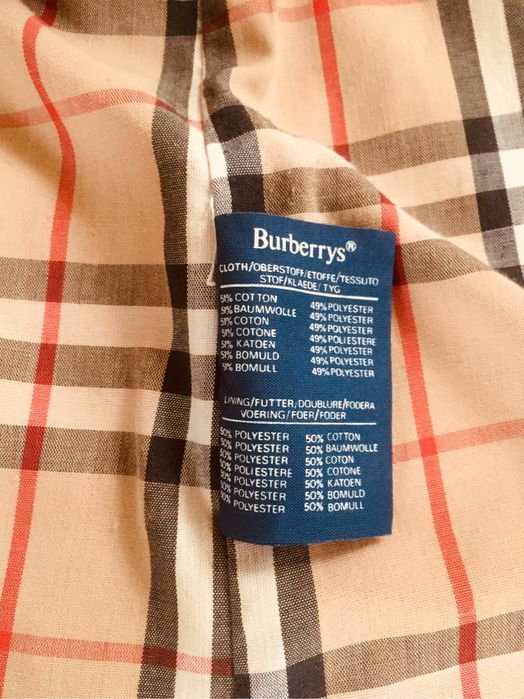 Burberrys®
CLOTH/OBERSTOFF/ETOFFE/TESSUTO
STOF/KLAEDE/TYG
51% COTTON 49% POLYESTER
51% BAUMWOLLE 49% POLYESTER
51% COTON 49% POLYESTER
51% COTONE 49% POLIESTERE
51% KATOEN 49% POLYESTER
51% BOMULD 49% POLYESTER
51% BOMULL 49% POLYESTER
LINING/FUTTER/DOUBLURE/FODERA
VOERING/FOER/FODER
50% POLYESTER 50% COTTON
50% POLYESTER 50% BAUMWOLLE
50% POLYESTER 50% COTON
50% POLIESTERE 50% COTONE
50% POLYESTER 50% KATOEN
50% POLYESTER 50% BOMULD
50% POLYESTER 50% BOMULL